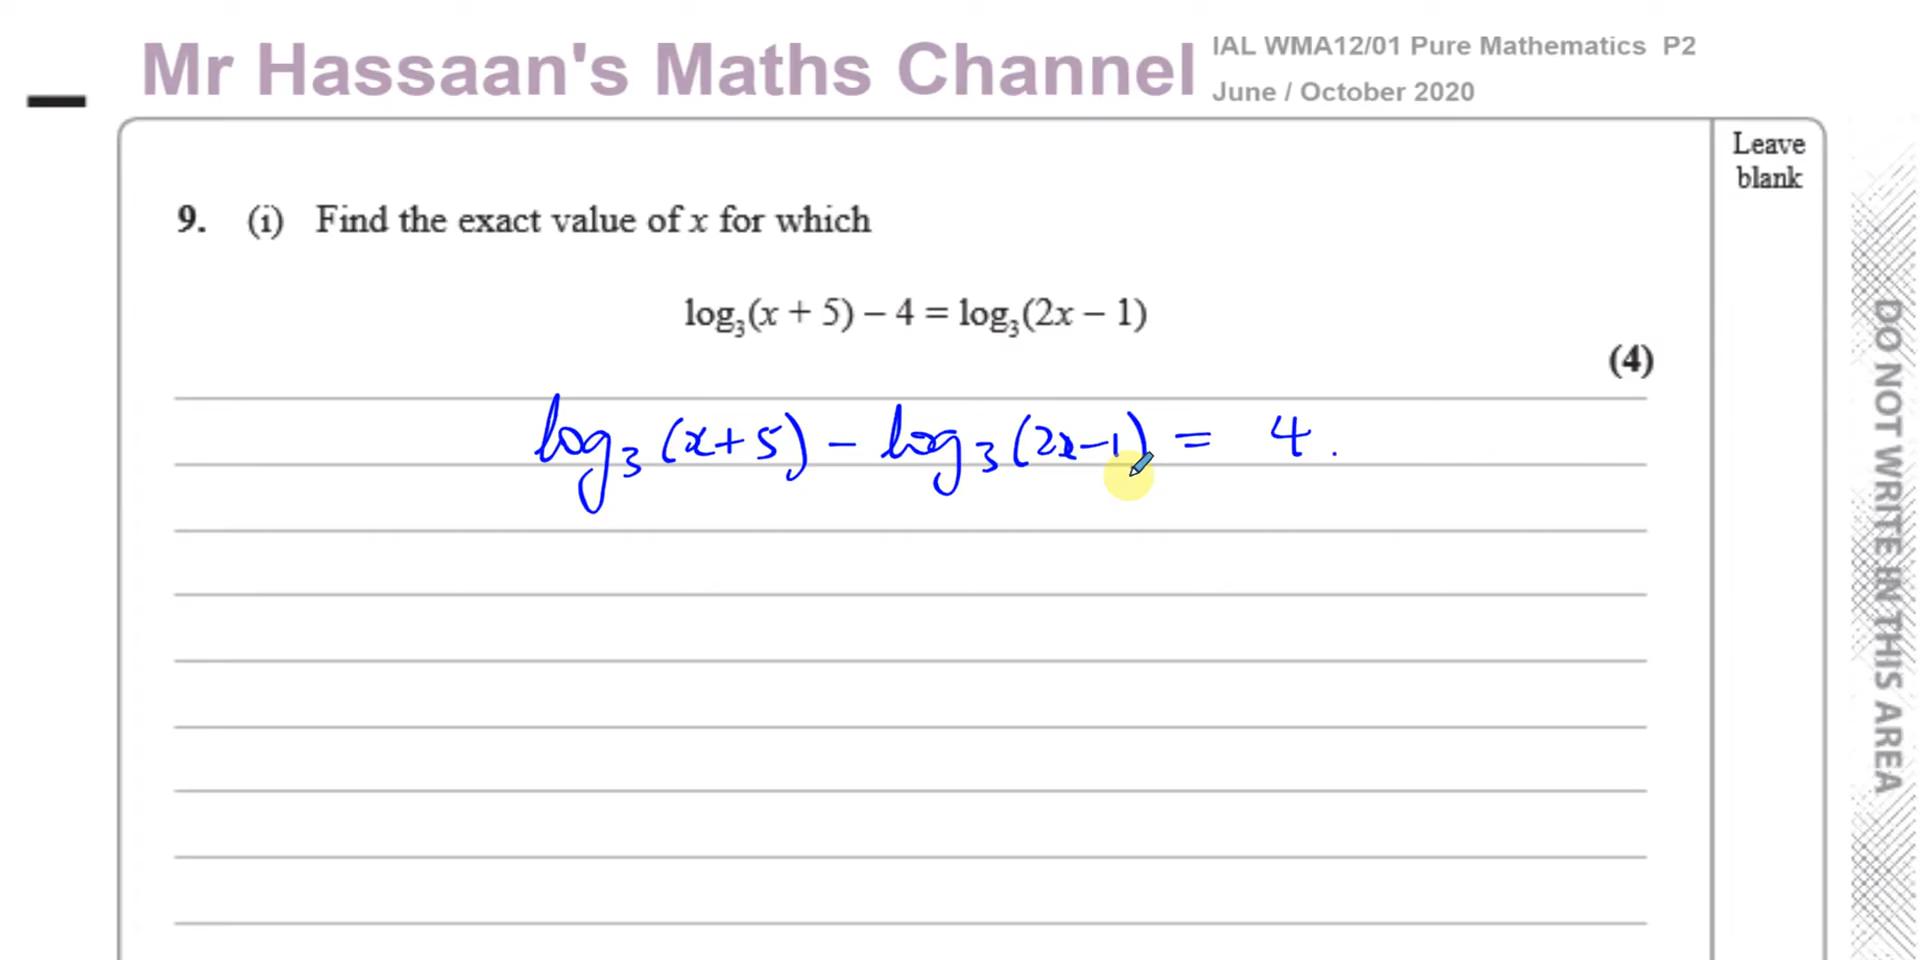 Mr Hassaan's Maths Channel
IAL WMA12/01 Pure Mathematics P2
June / October 2020
Leave
blank
9. (i) Find the exact value of x for which
log₃(x + 5) – 4 = log₃(2x – 1)
(4)
log₃(x+5) – log₃(2x–1) = 4.
DO NOT WRITE IN THIS AREA